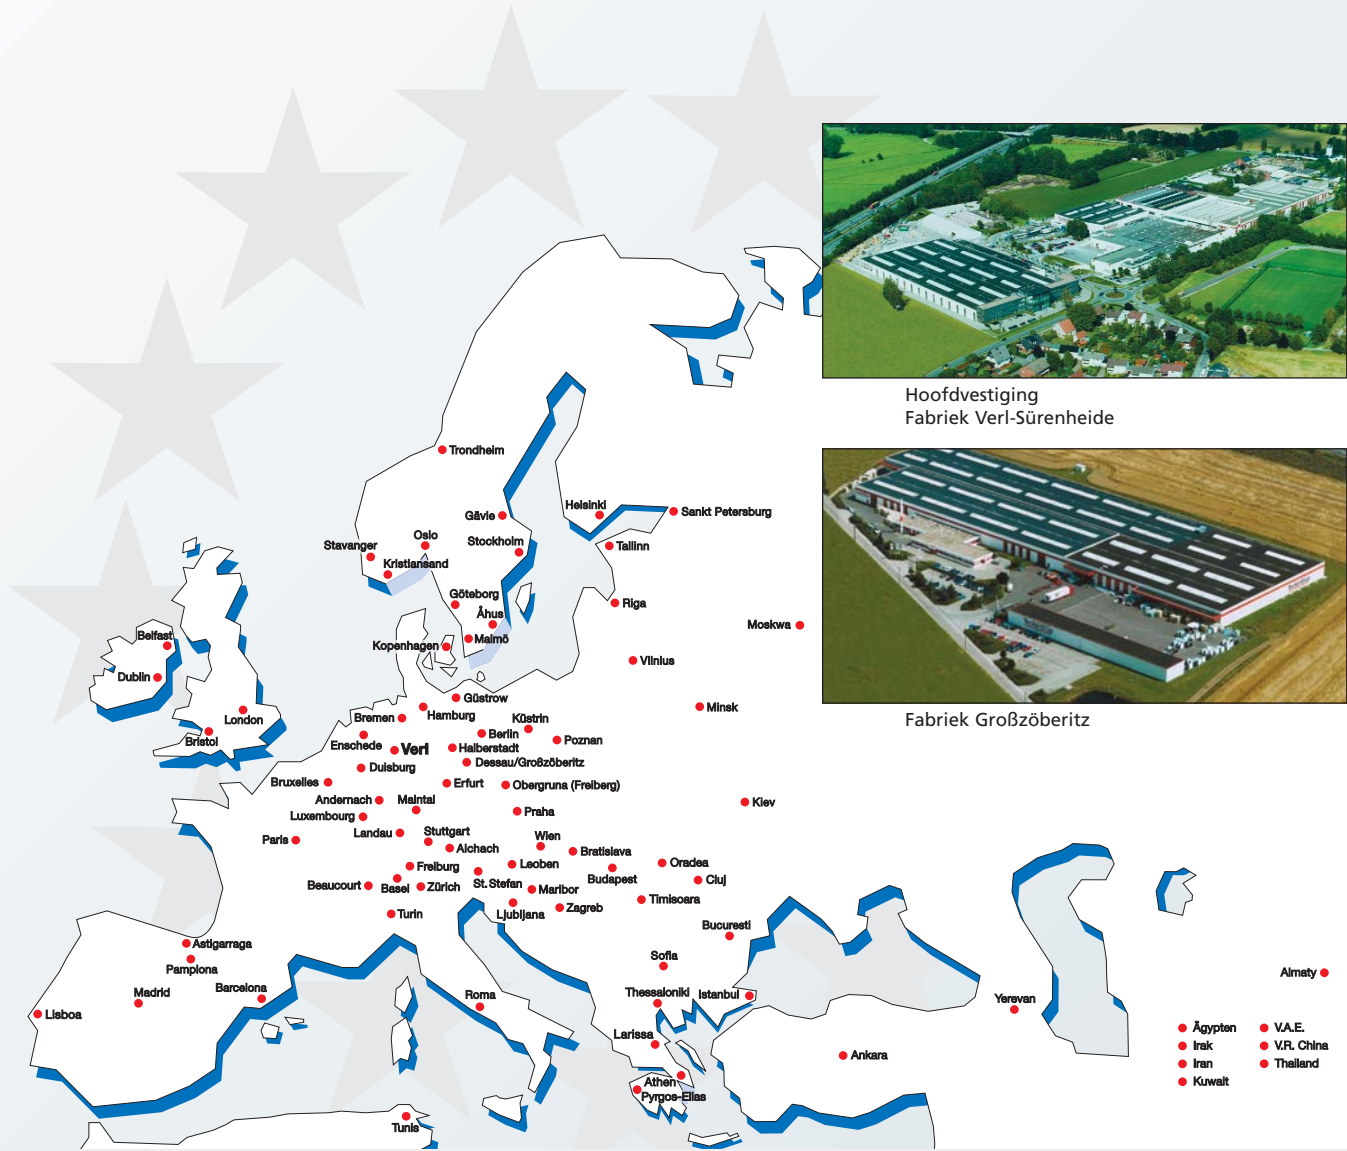 Hoofdvestiging
Fabriek Verl-Sürenheide
Trondheim
Helsinki
Gävle
Sankt Petersburg
Oslo
Stockholm
Stavanger
Tallinn
Kristiansand
Göteborg
Riga
Åhus
Moskwa
Belfast
Malmö
Kopenhagen
Vilnius
Dublin
Güstrow
Minsk
Fabriek Großzöberitz
London
Bremen
Hamburg
Küstrin
Bristol
Enschede
Verl
Berlin
Poznan
Halberstadt
Duisburg
Dessau/Großzöberitz
Bruxelles
Erfurt
Obergruna (Freiberg)
Andernach
Maintal
Kiev
Luxembourg
Praha
Paris
Landau
Stuttgart
Wien
Aichach
Bratislava
Freiburg
Leoben
Oradea
Beaucourt
Basel
Zürich
St. Stefan
Maribor
Budapest
Cluj
Timisoara
Turin
Ljubljana
Zagreb
Bucuresti
Astigarraga
Sofia
Pamplona
Almaty
Madrid
Barcelona
Roma
Thessaloniki
Istanbul
Yerevan
Lisboa
Larissa
Ankara
Ägypten
V.A.E.
Irak
V.R. China
Iran
Thailand
Kuwait
Athen
Pyrgos-Elias
Tunis